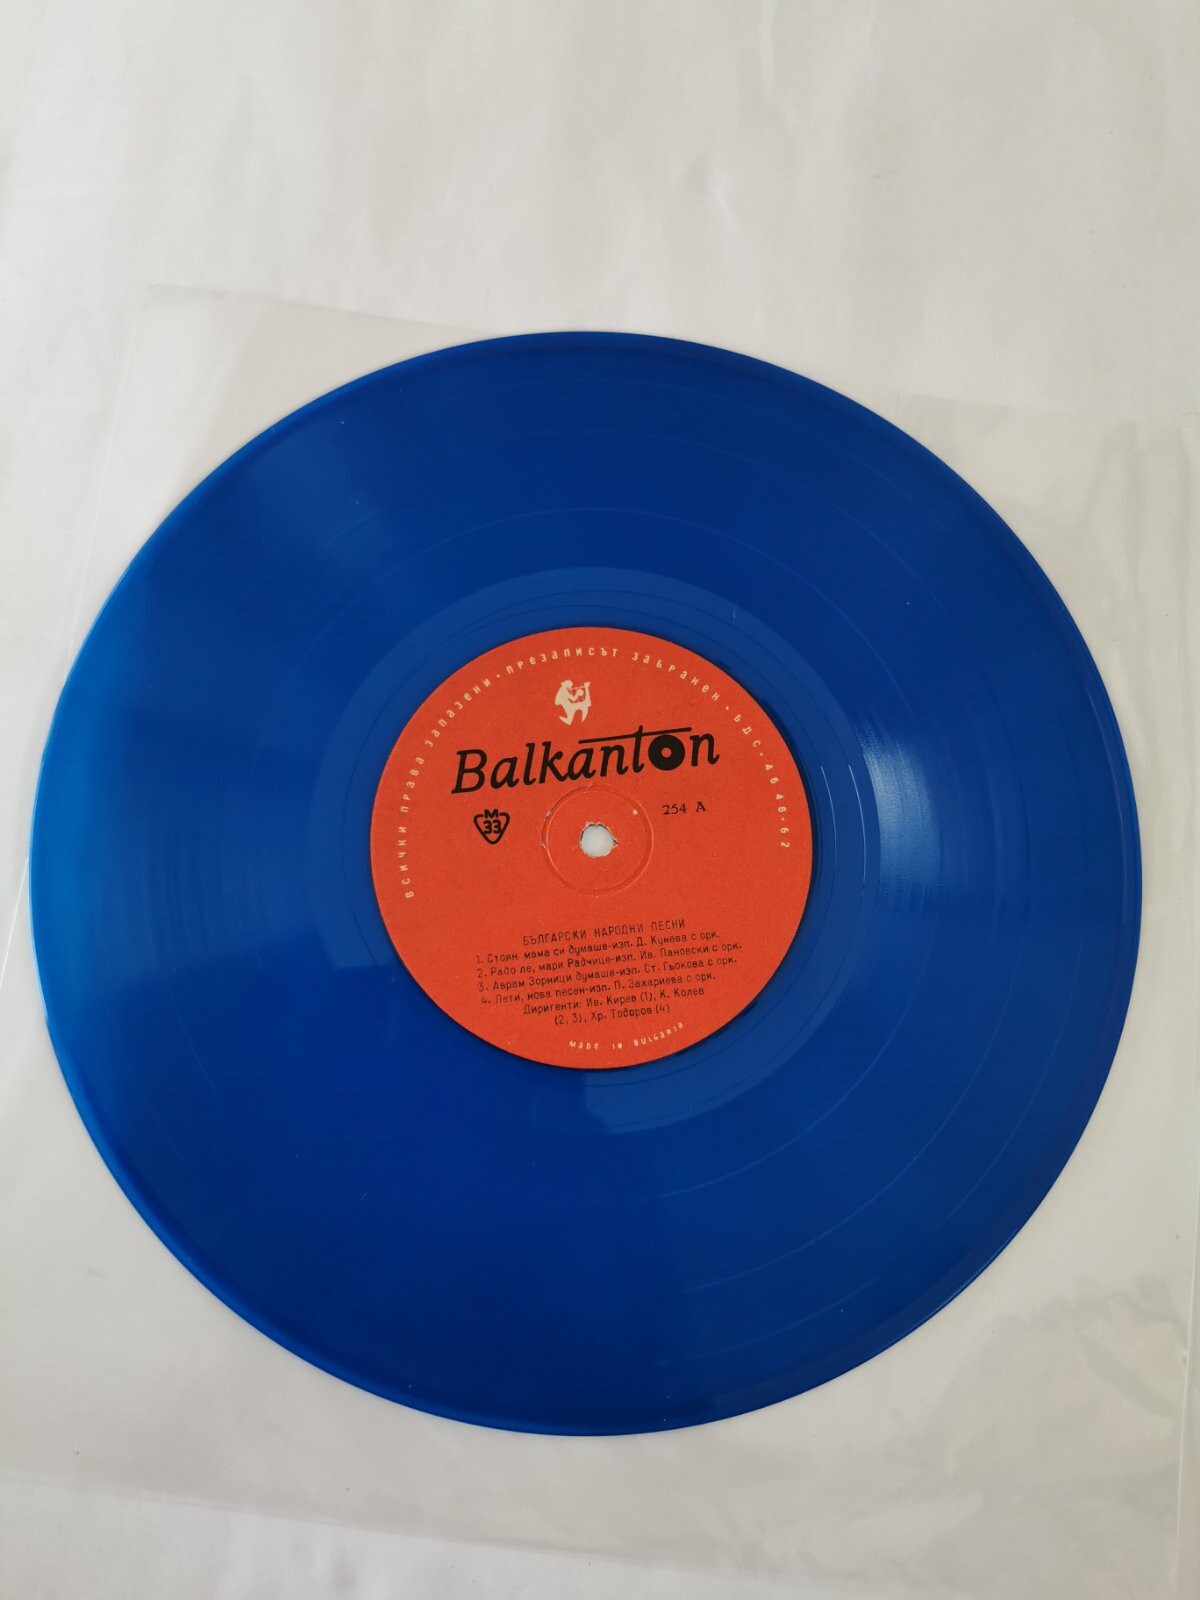 ВСИЧКИ ПРАВА ЗАПАЗЕНИ · ПРЕЗАПИСЪТ ЗАБРАНЕН · БДС · 4640 · 62
Balkanton
M
33
254 А
БЪЛГАРСКИ НАРОДНИ ПЕСНИ
1. Стоян мама си думаше-изп. Д. Кунева с орк.
2. Радо ле, мари Радчице-изп. Ив. Пановски с орк.
3. Аврам Зорници думаше-изп. Ст. Гьокова с орк.
4. Лети, нова песен-изп. П. Захариева с орк.
Диригенти: Ив. Кирев (1), К. Колев
(2, 3), Хр. Тодоров (4)
MADE IN BULGARIA